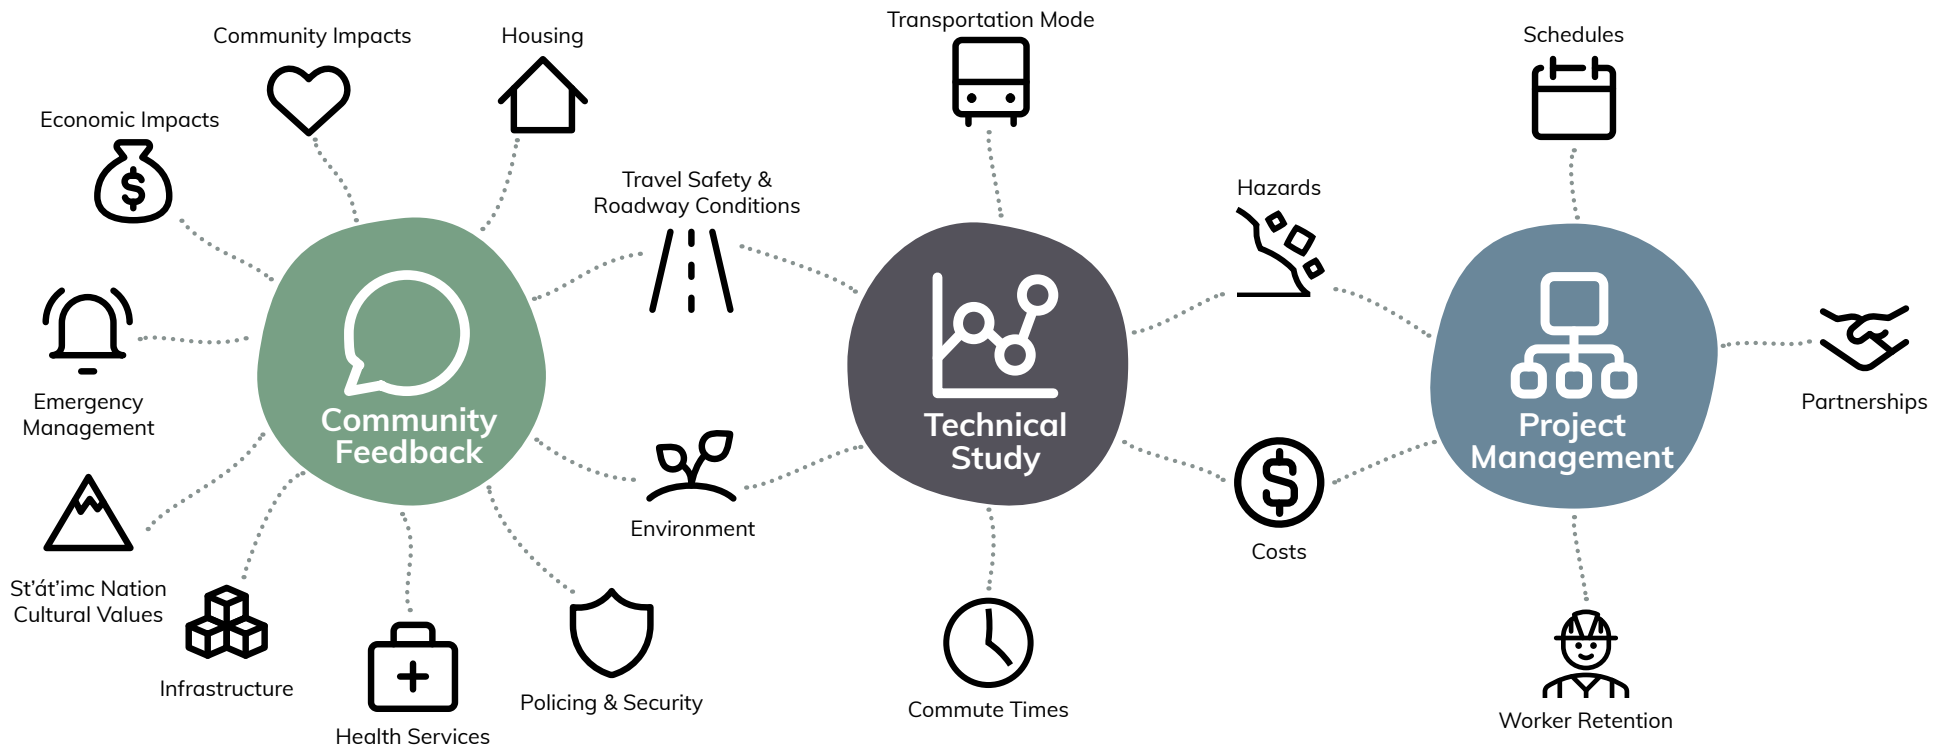 Community Impacts
Housing
Transportation Mode
Schedules
Economic Impacts
Travel Safety &
Roadway Conditions
Hazards
Emergency
Management
Community
Feedback
Technical
Study
Project
Management
Partnerships
Environment
Costs
St'át'imc Nation
Cultural Values
Infrastructure
Health Services
Policing & Security
Commute Times
Worker Retention